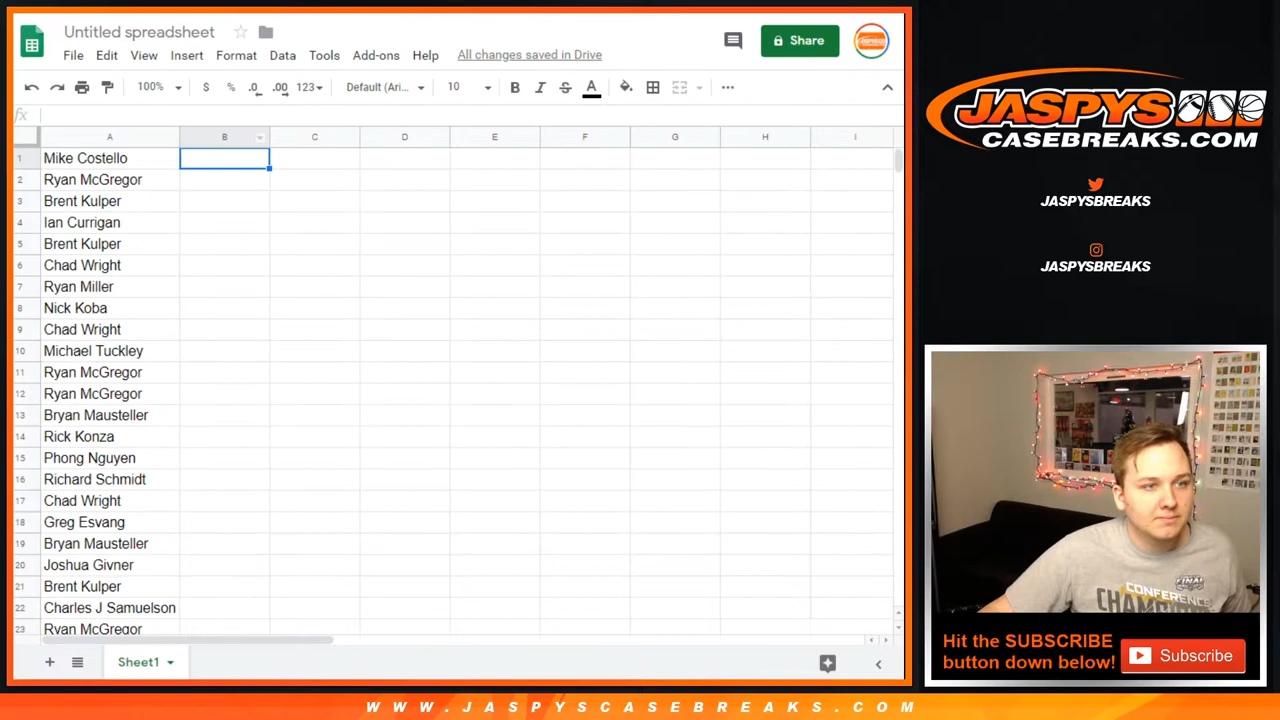 Untitled spreadsheet
File Edit View Insert Format Data Tools Add-ons Help All changes saved in Drive
Share
100% $ % .0 .00 123 Default (Ari... 10 B I S A
fx
A B C D E F G H I
1 Mike Costello
2 Ryan McGregor
3 Brent Kulper
4 Ian Currigan
5 Brent Kulper
6 Chad Wright
7 Ryan Miller
8 Nick Koba
9 Chad Wright
10 Michael Tuckley
11 Ryan McGregor
12 Ryan McGregor
13 Bryan Mausteller
14 Rick Konza
15 Phong Nguyen
16 Richard Schmidt
17 Chad Wright
18 Greg Esvang
19 Bryan Mausteller
20 Joshua Givner
21 Brent Kulper
22 Charles J Samuelson
23 Ryan McGregor
Sheet1
JASPYS
CASEBREAKS.COM
JASPYSBREAKS
JASPYSBREAKS
FINAL
CONFERENCE
CHAMPIONS
Hit the SUBSCRIBE
button down below!
Subscribe
WWW.JASPYSCASEBREAKS.COM